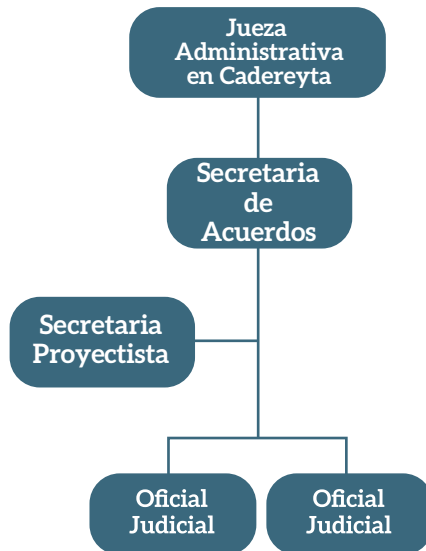 Jueza
Administrativa
en Cadereyta
Secretaria
de
Acuerdos
Secretaria
Proyectista
Oficial
Judicial
Oficial
Judicial